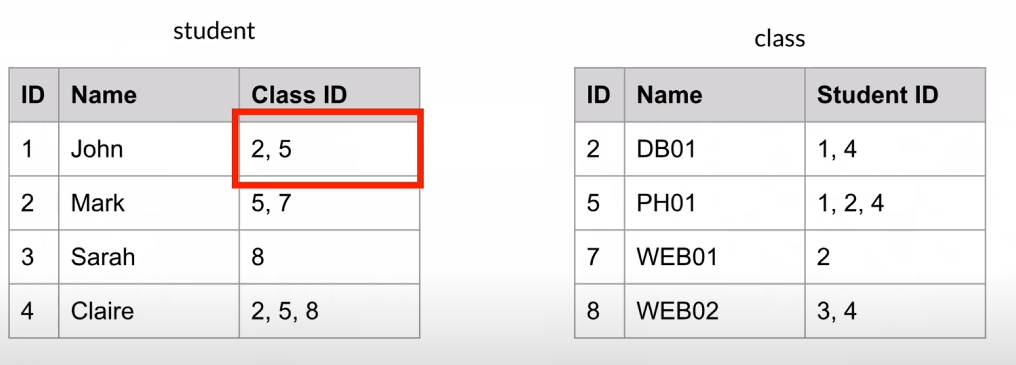 student
ID Name Class ID
1 John 2, 5
2 Mark 5, 7
3 Sarah 8
4 Claire 2, 5, 8
class
ID Name Student ID
2 DB01 1, 4
5 PH01 1, 2, 4
7 WEB01 2
8 WEB02 3, 4